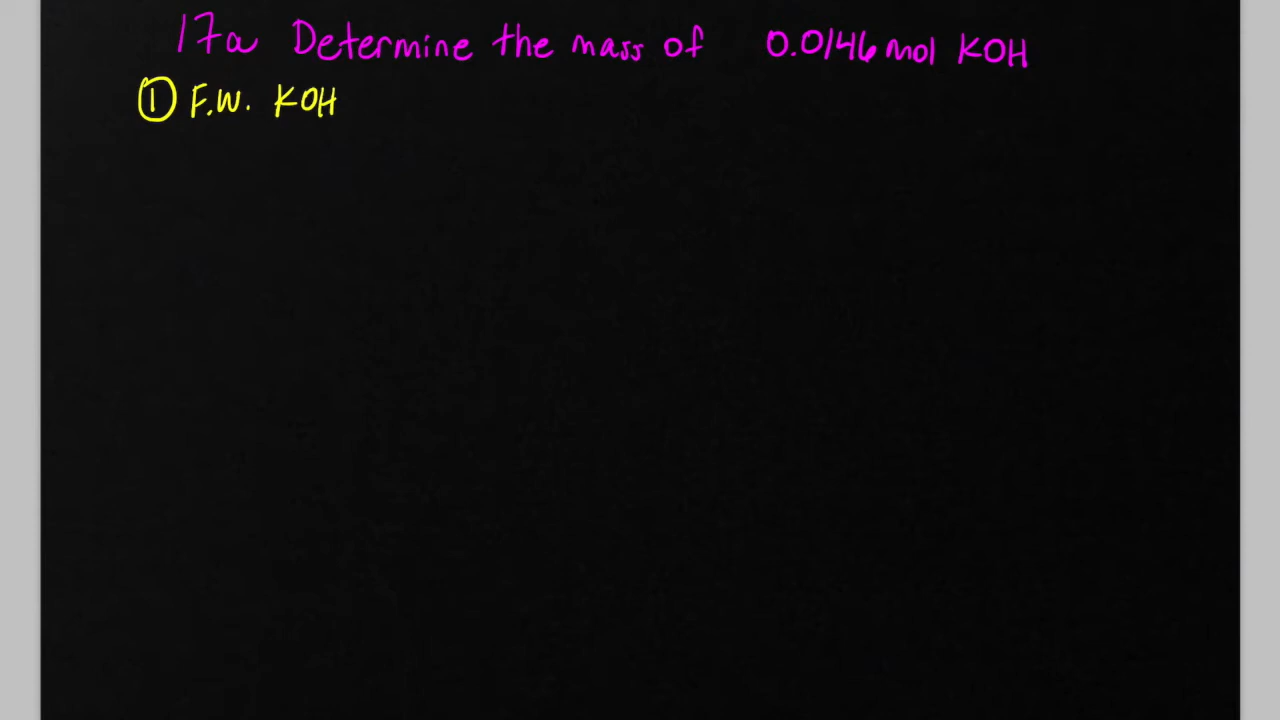 17a Determine the mass of 0.0146 mol KOH
① F.W. KOH